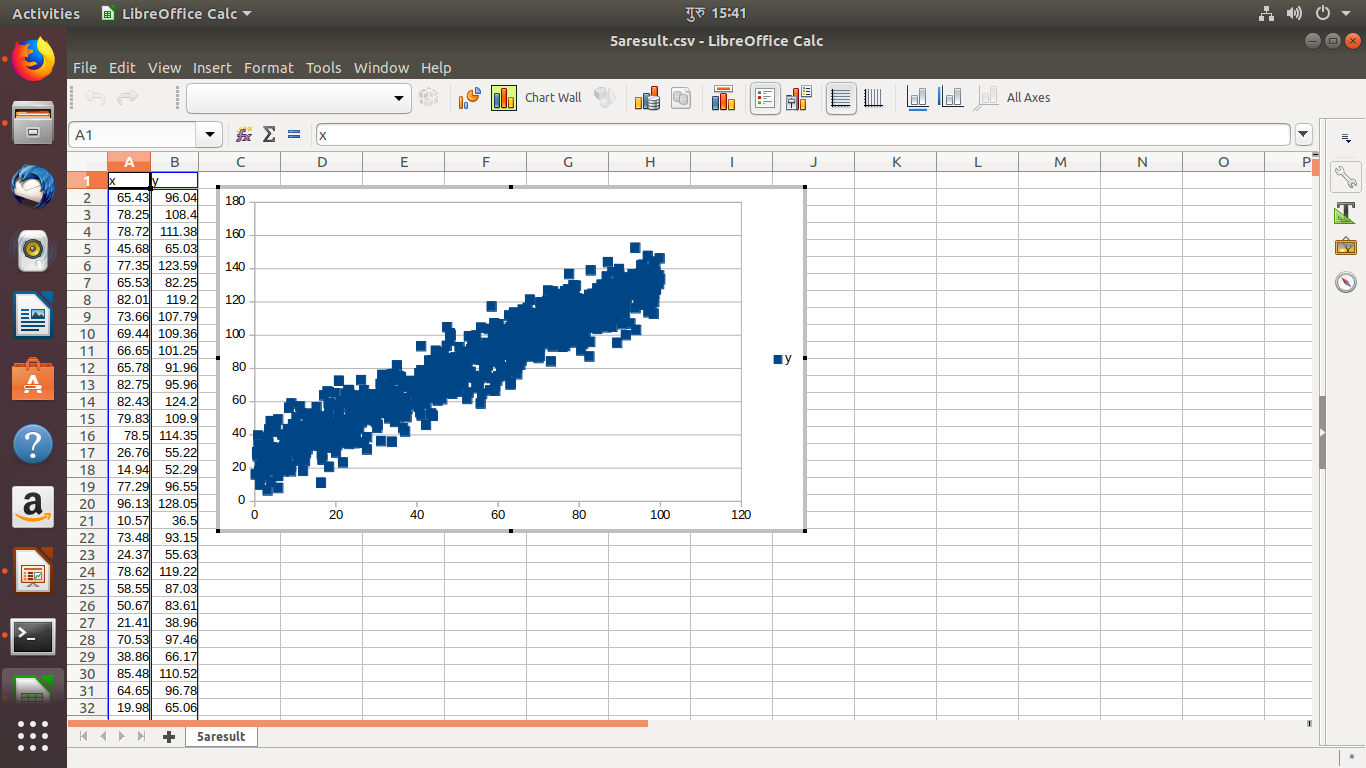 Activities LibreOffice Calc गुरु 15:41
5aresult.csv - LibreOffice Calc
File Edit View Insert Format Tools Window Help
Chart Wall All Axes
A1 x
A B C D E F G H I J K L M N O P
1 x y
2 65.43 96.04
3 78.25 108.4
4 78.72 111.38
5 45.68 65.03
6 77.35 123.59
7 65.53 82.25
8 82.01 119.2
9 73.66 107.79
10 69.44 109.36
11 66.65 101.25
12 65.78 91.96
13 82.75 95.96
14 82.43 124.2
15 79.83 109.9
16 78.5 114.35
17 26.76 55.22
18 14.94 52.29
19 77.29 96.55
20 96.13 128.05
21 10.57 36.5
22 73.48 93.15
23 24.37 55.63
24 78.62 119.22
25 58.55 87.03
26 50.67 83.61
27 21.41 38.96
28 70.53 97.46
29 38.86 66.17
30 85.48 110.52
31 64.65 96.78
32 19.98 65.06
180
160
140
120
100
80
60
40
20
0
0 20 40 60 80 100 120
y
5aresult